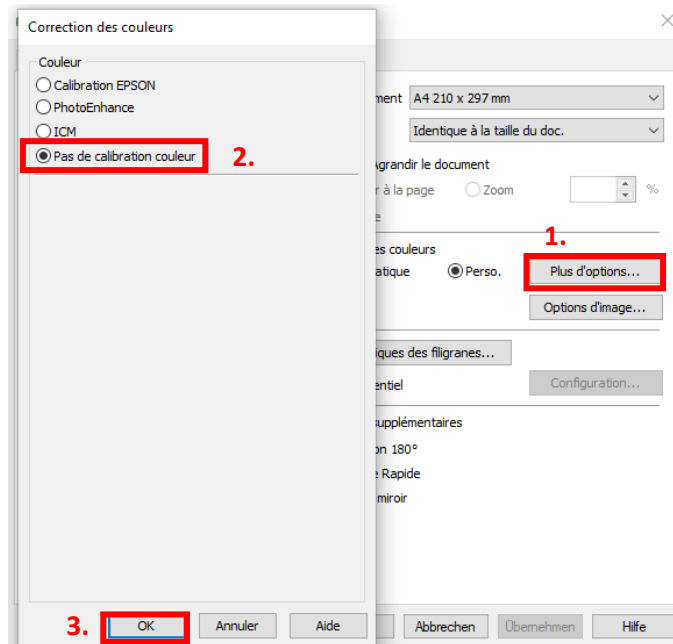 Correction des couleurs
Couleur
Calibration EPSON
PhotoEnhance
ICM
Pas de calibration couleur
2.
3.
OK
Annuler
Aide
ment
A4 210 x 297 mm
Identique à la taille du doc.
Agrandir le document
r à la page
Zoom
%
es couleurs
1.
atique
Perso.
Plus d'options...
Options d'image...
iques des filigranes...
entiel
Configuration...
supplémentaires
on 180°
e Rapide
miroir
Abbrechen
Übernehmen
Hilfe